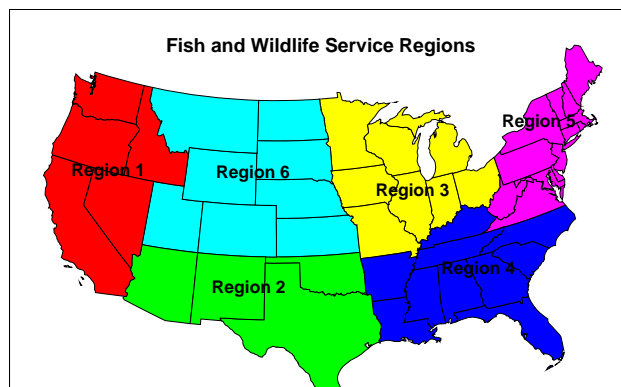 Fish and Wildlife Service Regions
Region 5
Region 1
Region 6
Region 3
Region 4
Region 2